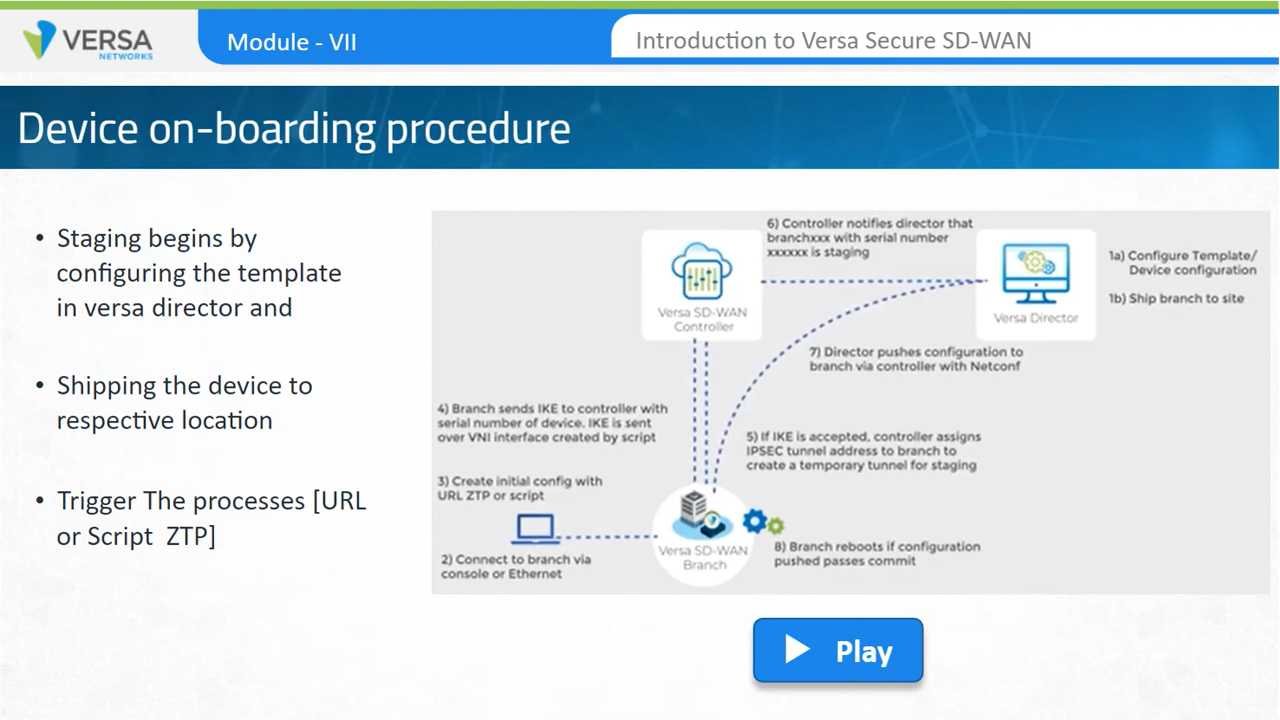 VERSA
NETWORKS
Module - VII
Introduction to Versa Secure SD-WAN
Device on-boarding procedure
• Staging begins by
configuring the template
in versa director and
• Shipping the device to
respective location
• Trigger The processes [URL
or Script ZTP]
6) Controller notifies director that
branchxxx with serial number
xxxxxx is staging
Versa SD-WAN
Controller
Versa Director
1a) Configure Template/
Device configuration
1b) Ship branch to site
7) Director pushes configuration to
branch via controller with Netconf
4) Branch sends IKE to controller with
serial number of device. IKE is sent
over VNI interface created by script
5) If IKE is accepted, controller assigns
IPSEC tunnel address to branch to
create a temporary tunnel for staging
3) Create initial config with
URL ZTP or script
2) Connect to branch via
console or Ethernet
Versa SD-WAN
Branch
8) Branch reboots if configuration
pushed passes commit
Play